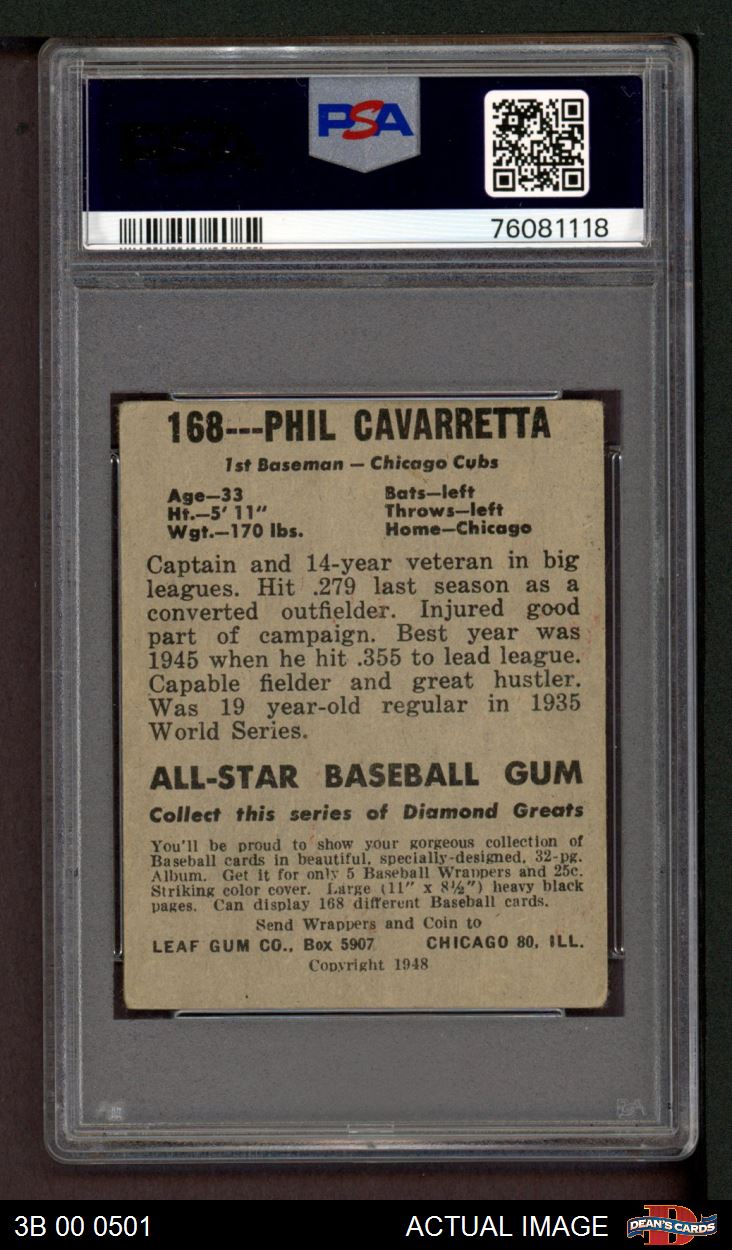 PSA
76081118
168---PHIL CAVARRETTA
1st Baseman — Chicago Cubs
Age—33 Bats—left
Ht.—5' 11" Throws—left
Wgt.—170 lbs. Home—Chicago
Captain and 14-year veteran in big
leagues. Hit .279 last season as a
converted outfielder. Injured good
part of campaign. Best year was
1945 when he hit .355 to lead league.
Capable fielder and great hustler.
Was 19 year-old regular in 1935
World Series.
ALL-STAR BASEBALL GUM
Collect this series of Diamond Greats
You'll be proud to show your gorgeous collection of
Baseball cards in beautiful, specially-designed, 32-pg.
Album. Get it for only 5 Baseball Wrappers and 25c.
Striking color cover. Large (11" x 8½") heavy black
pages. Can display 168 different Baseball cards.
Send Wrappers and Coin to
LEAF GUM CO., Box 5907 CHICAGO 80, ILL.
Copyright 1948
3B 00 0501 ACTUAL IMAGE DEAN'S CARDS